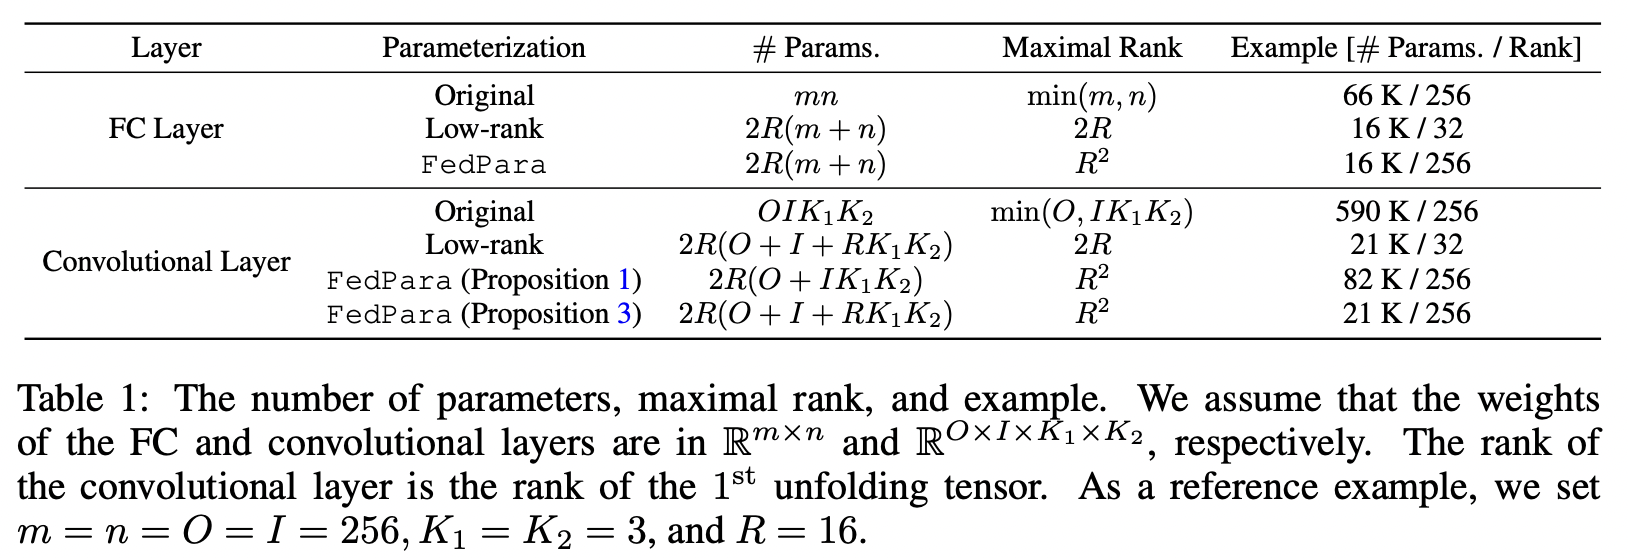 Layer Parameterization # Params. Maximal Rank Example [# Params. / Rank]
FC Layer
Original mn min(m, n) 66 K / 256
Low-rank 2R(m + n) 2R 16 K / 32
FedPara 2R(m + n) R² 16 K / 256
Convolutional Layer
Original OIK₁K₂ min(O, IK₁K₂) 590 K / 256
Low-rank 2R(O + I + RK₁K₂) 2R 21 K / 32
FedPara (Proposition 1) 2R(O + IK₁K₂) R² 82 K / 256
FedPara (Proposition 3) 2R(O + I + RK₁K₂) R² 21 K / 256
Table 1: The number of parameters, maximal rank, and example. We assume that the weights
of the FC and convolutional layers are in ℝ^{m×n} and ℝ^{O×I×K₁×K₂}, respectively. The rank of
the convolutional layer is the rank of the 1ˢᵗ unfolding tensor. As a reference example, we set
m = n = O = I = 256, K₁ = K₂ = 3, and R = 16.